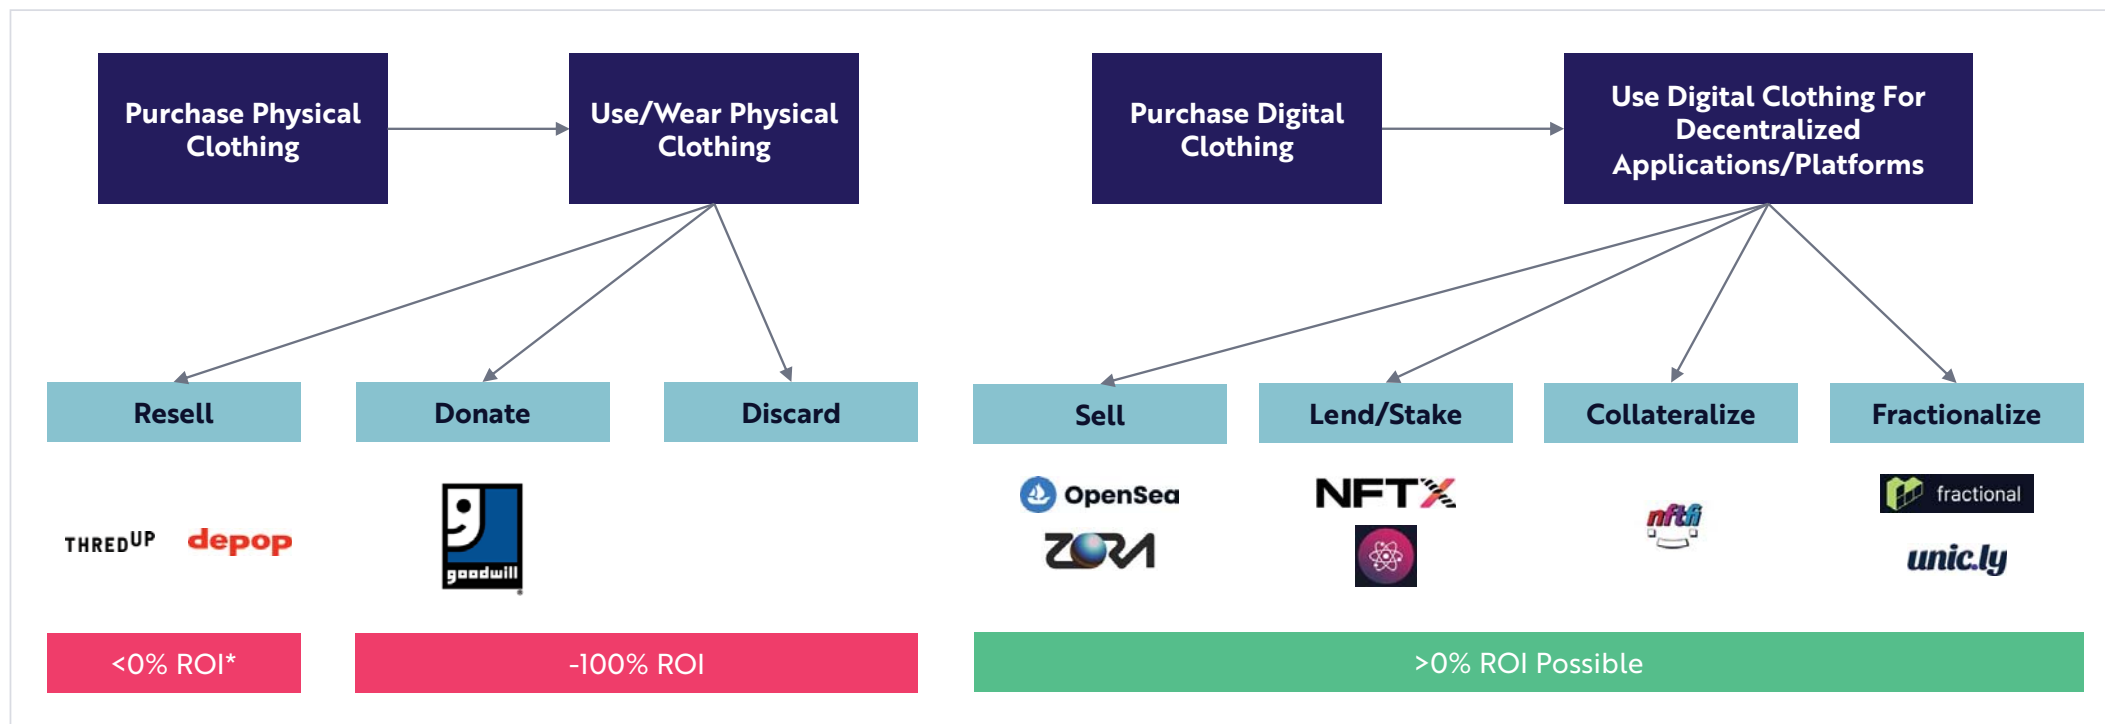 Purchase Physical
Clothing
Use/Wear Physical
Clothing
Purchase Digital
Clothing
Use Digital Clothing For
Decentralized
Applications/Platforms
Resell
Donate
Discard
Sell
Lend/Stake
Collateralize
Fractionalize
THREDUP
depop
goodwill
OpenSea
ZORA
NFTX
nftfi
fractional
unic.ly
<0% ROI*
-100% ROI
>0% ROI Possible